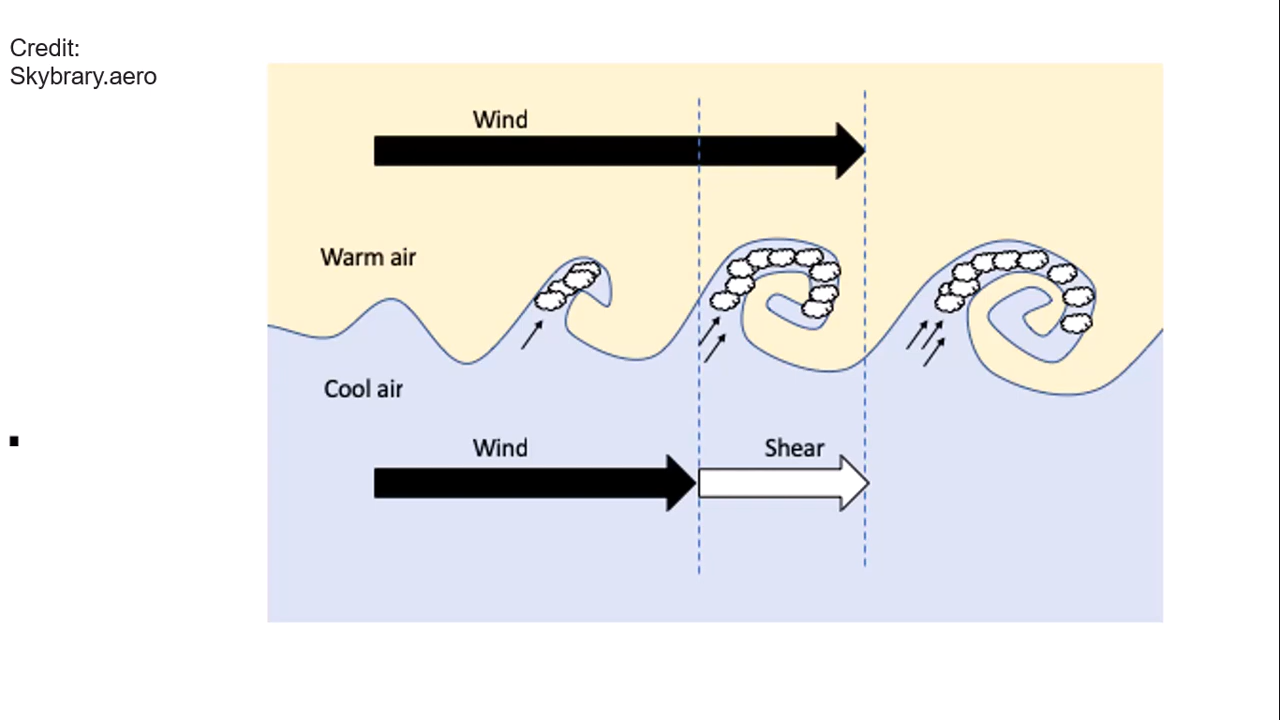 Credit:
Skybrary.aero
Wind
Warm air
Cool air
Wind
Shear